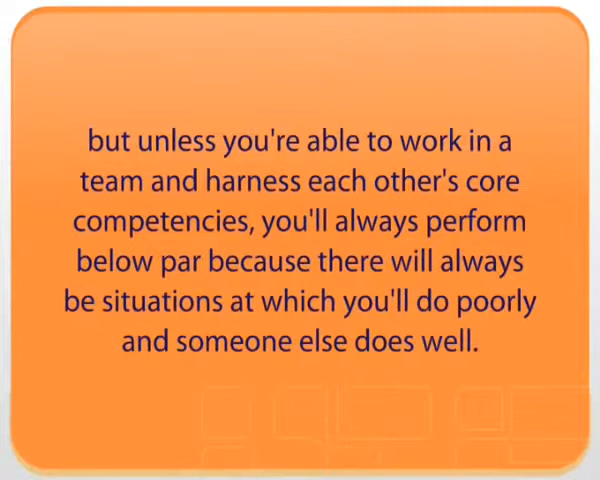 but unless you're able to work in a
team and harness each other's core
competencies, you'll always perform
below par because there will always
be situations at which you'll do poorly
and someone else does well.